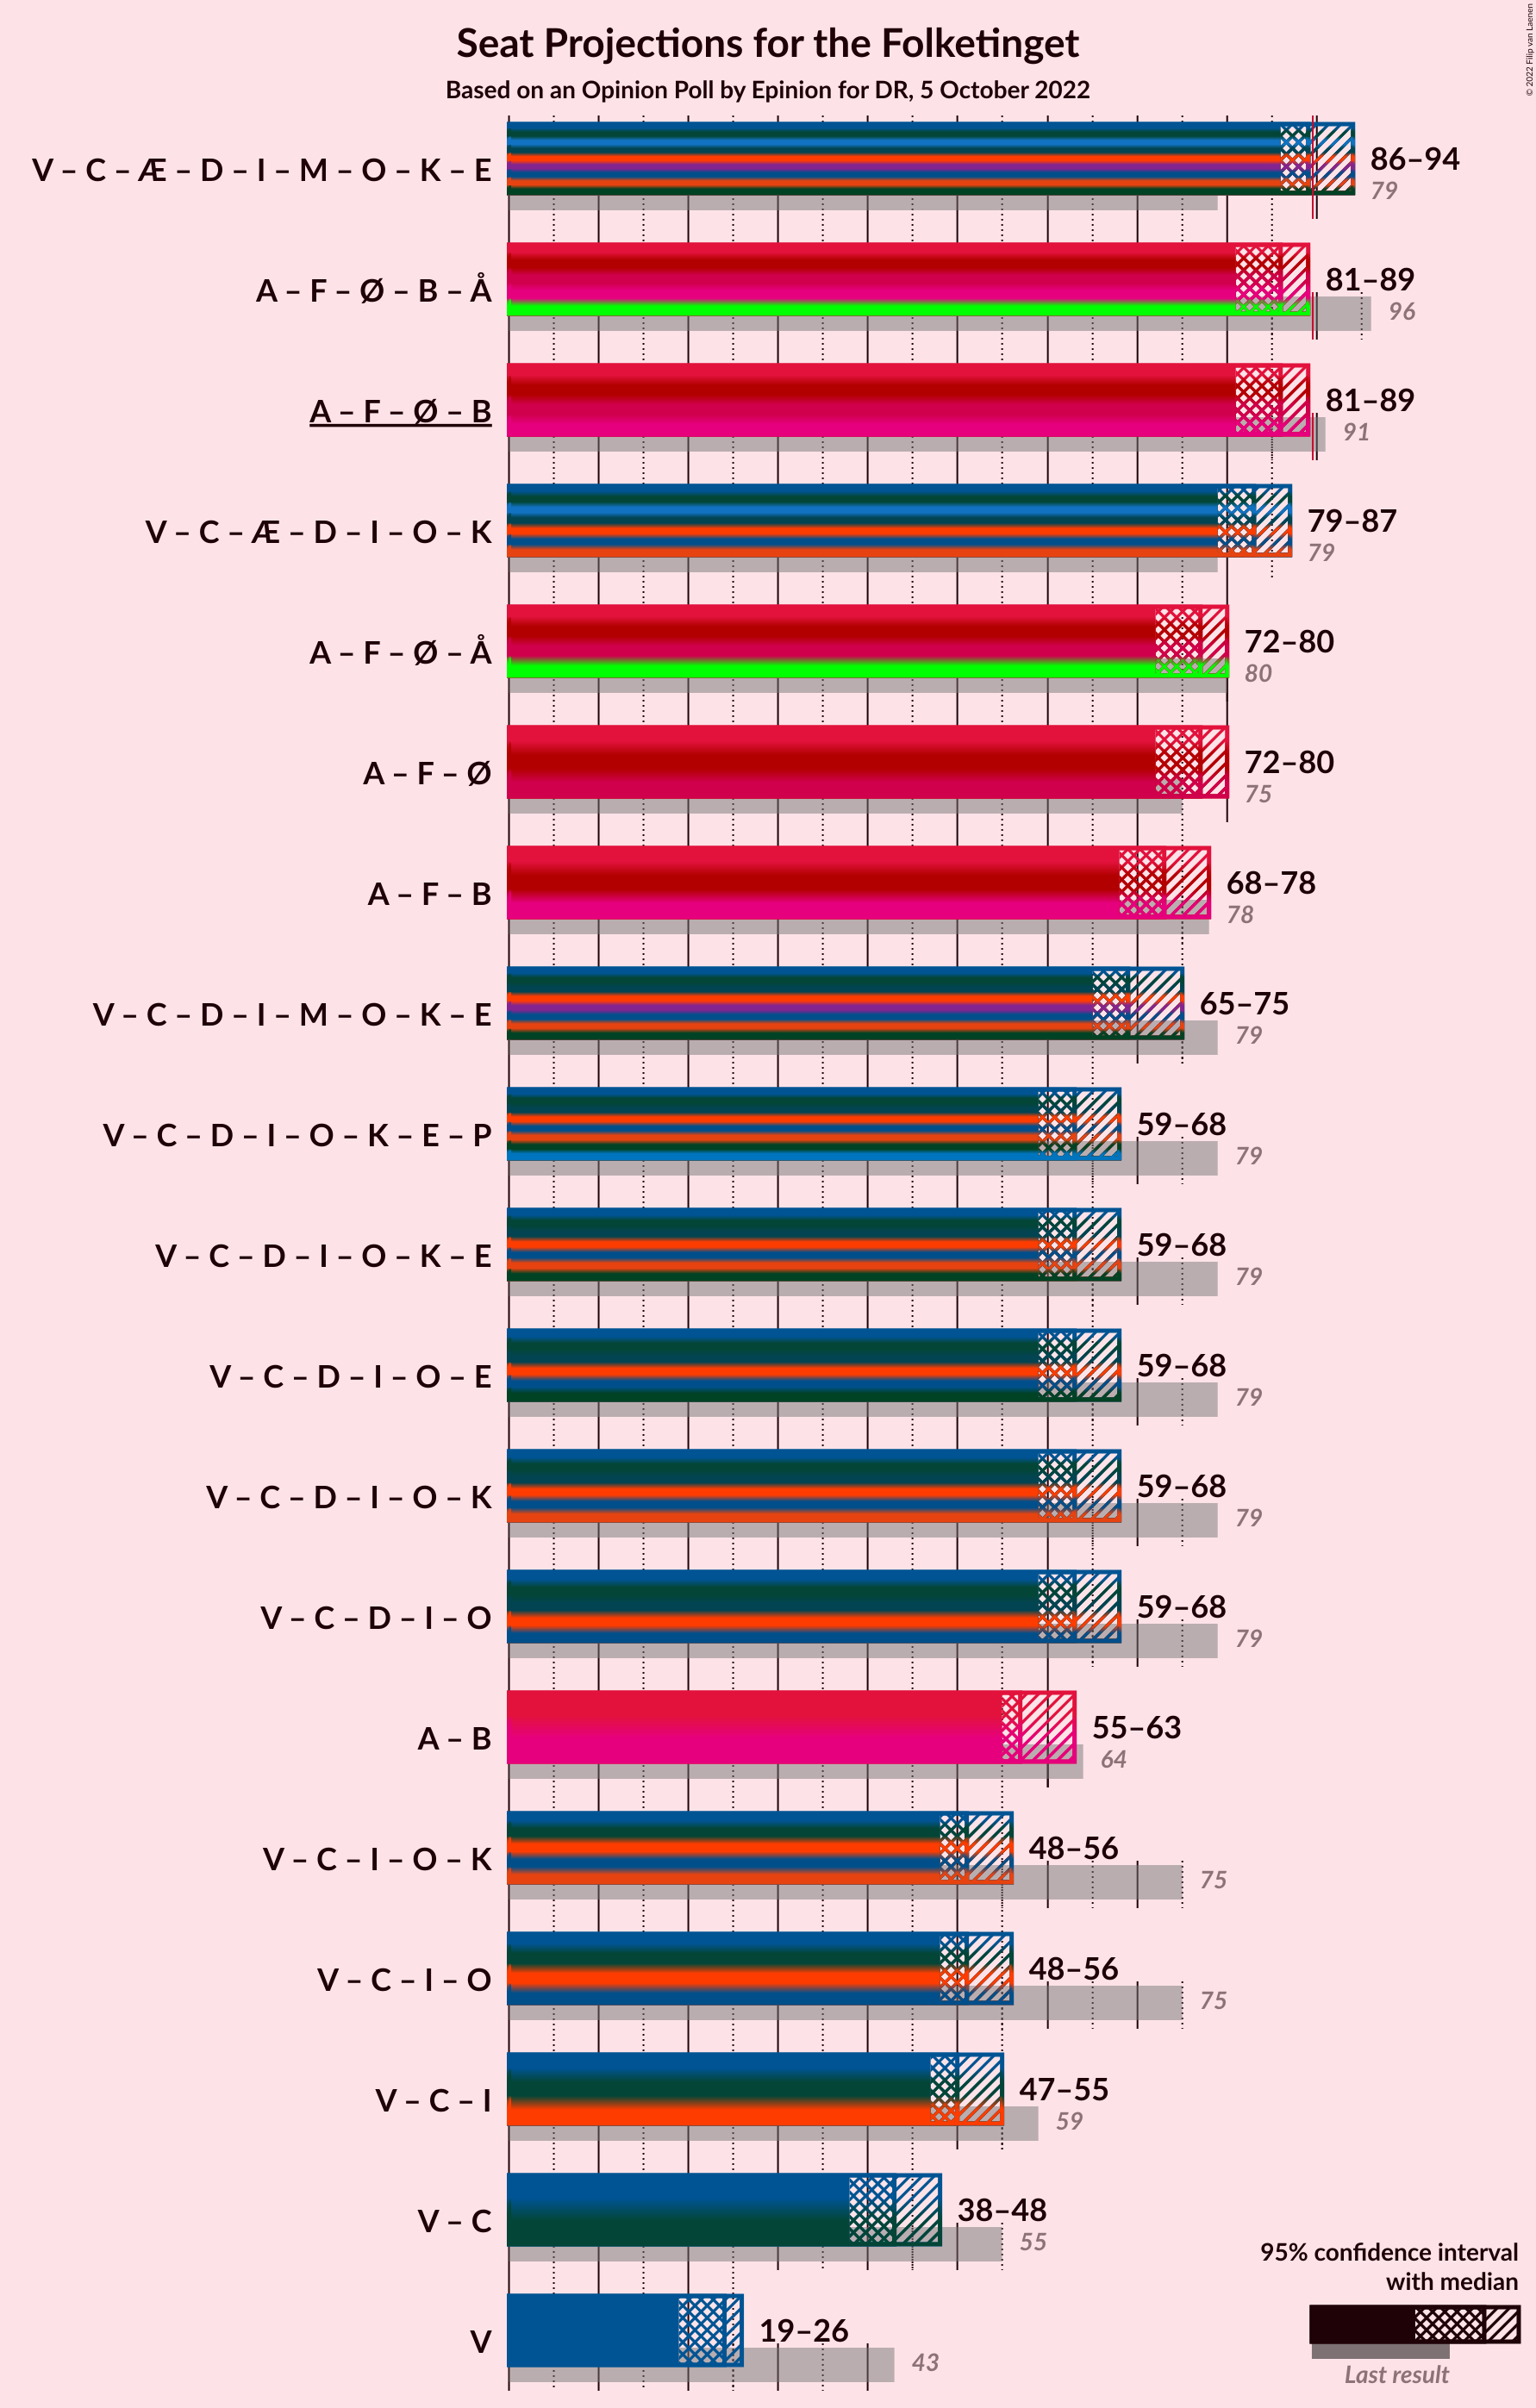 Seat Projections for the Folketinget
Based on an Opinion Poll by Epinion for DR, 5 October 2022
© 2022 Filip van Laenen
V – C – Æ – D – I – M – O – K – E
86–94
79
A – F – Ø – B – Å
81–89
96
A – F – Ø – B
81–89
91
V – C – Æ – D – I – O – K
79–87
79
A – F – Ø – Å
72–80
80
A – F – Ø
72–80
75
A – F – B
68–78
78
V – C – D – I – M – O – K – E
65–75
79
V – C – D – I – O – K – E – P
59–68
79
V – C – D – I – O – K – E
59–68
79
V – C – D – I – O – E
59–68
79
V – C – D – I – O – K
59–68
79
V – C – D – I – O
59–68
79
A – B
55–63
64
V – C – I – O – K
48–56
75
V – C – I – O
48–56
75
V – C – I
47–55
59
V – C
38–48
55
V
19–26
43
95% confidence interval
with median
Last result